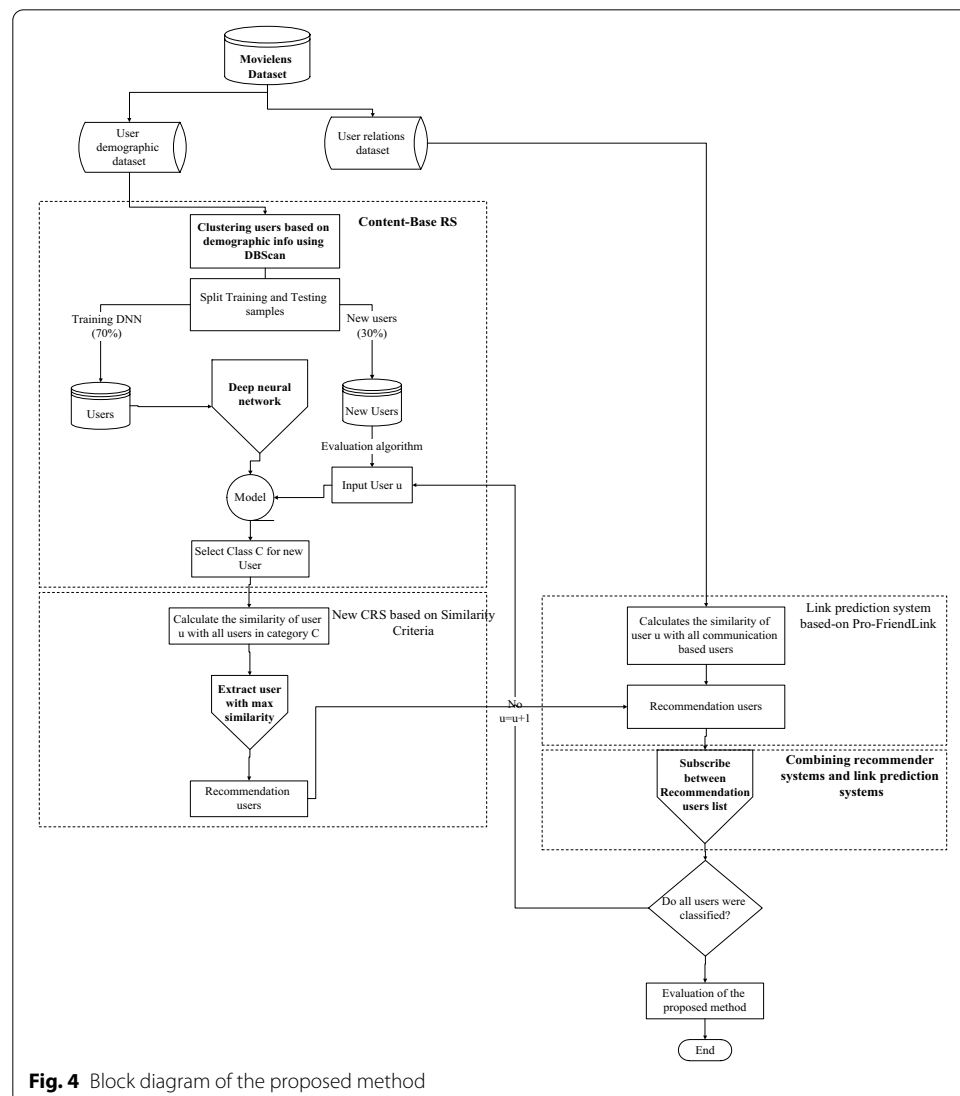 Movielens
Dataset
User
demographic
dataset
User relations
dataset
Content-Base RS
Clustering users based on
demographic info using
DBScan
Split Training and Testing
samples
Training DNN
(70%)
New users
(30%)
Users
Deep neural
network
New Users
Evaluation algorithm
Model
Input User u
Select Class C for new
User
New CRS based on Similarity
Criteria
Calculate the similarity of user
u with all users in category C
Extract user
with max
similarity
Recommendation
users
No
u=u+1
Link prediction system
based-on Pro-FriendLink
Calculates the similarity of
user u with all communication
based users
Recommendation users
Combining recommender
systems and link prediction
systems
Subscribe
between
Recommendation
users list
Do all users were
classified?
Evaluation of the
proposed method
End
Fig. 4 Block diagram of the proposed method